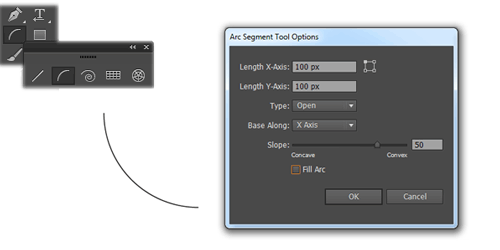 Arc Segment Tool Options
Length X-Axis: 100 px
Length Y-Axis: 100 px
Type: Open
Base Along: X Axis
Slope: 50
Concave Convex
Fill Arc
OK Cancel